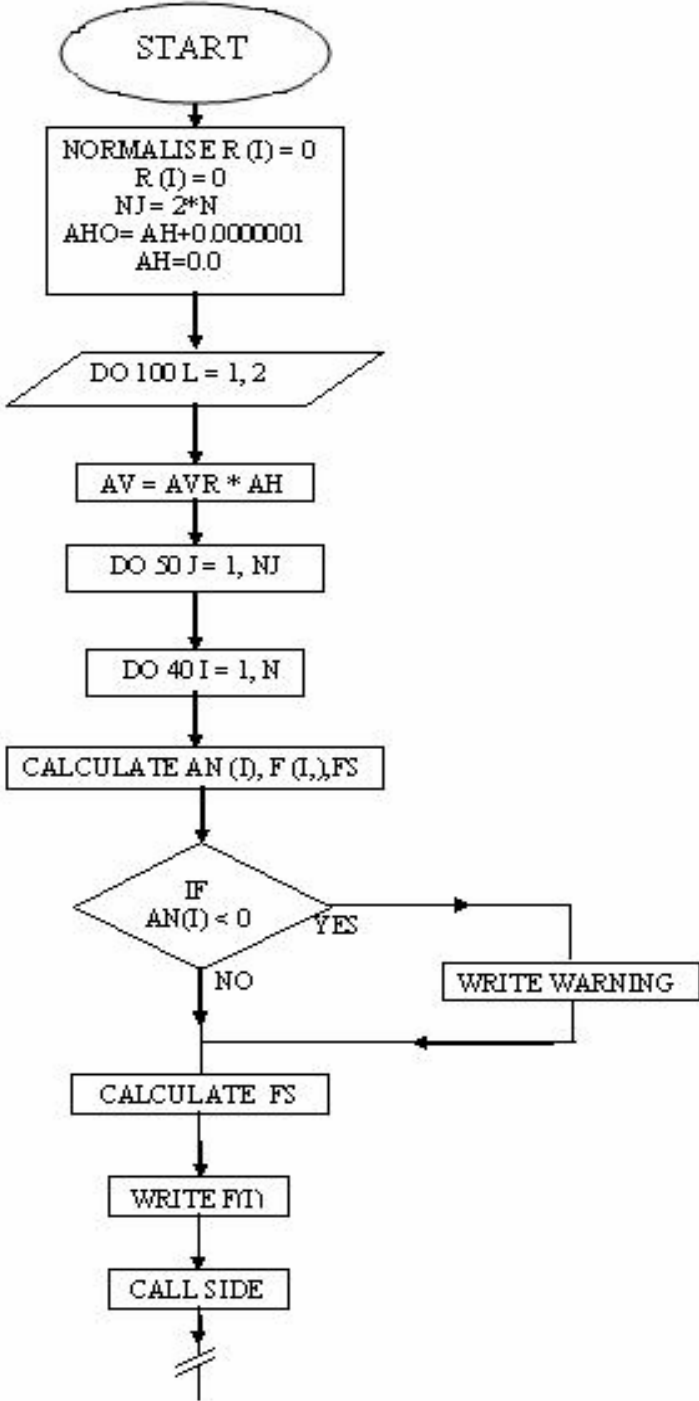 START
NORMALISE R (I) = 0
R (I) = 0
NJ = 2*N
AHO= AH+0.0000001
AH=0.0
DO 100 L = 1, 2
AV = AVR * AH
DO 50 J = 1, NJ
DO 40 I = 1, N
CALCULATE AN (I), F (I,),FS
IF
AN(I) < 0
YES
NO
WRITE WARNING
CALCULATE FS
WRITE F(I)
CALL SIDE